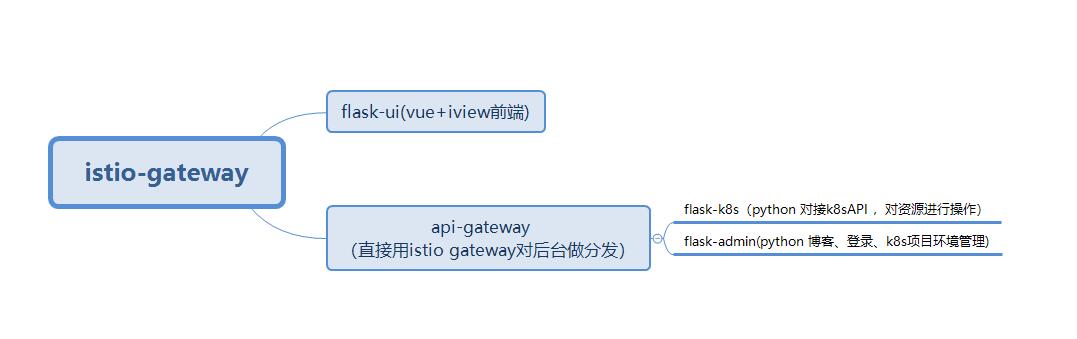 istio-gateway
flask-ui(vue+iview前端)
api-gateway
（直接用istio gateway对后台做分发）
flask-k8s（python 对接k8sAPI ，对资源进行操作）
flask-admin(python 博客、登录、k8s项目环境管理)